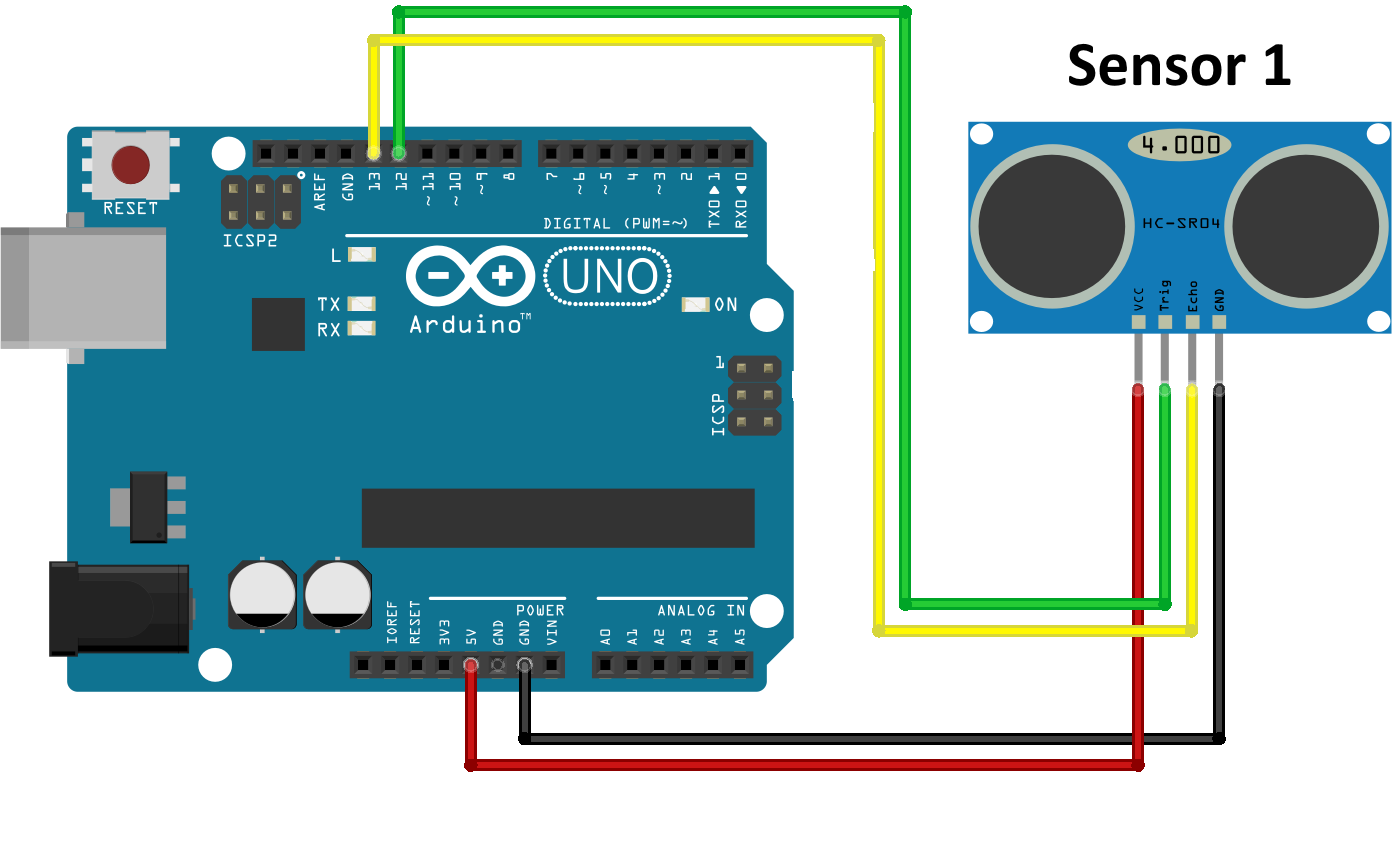 Sensor 1
4.000
HC-SR04
VCC
Trig
Echo
GND
RESET
ICSP2
AREF
GND
13
12
~11
~10
~9
8
7
~6
~5
4
~3
2
TX0▶1
RX0◀0
DIGITAL (PWM=~)
L
TX
RX
UNO
Arduino™
ON
1
ICSP
POWER
ANALOG IN
IOREF
RESET
3V3
5V
GND
GND
VIN
A0
A1
A2
A3
A4
A5